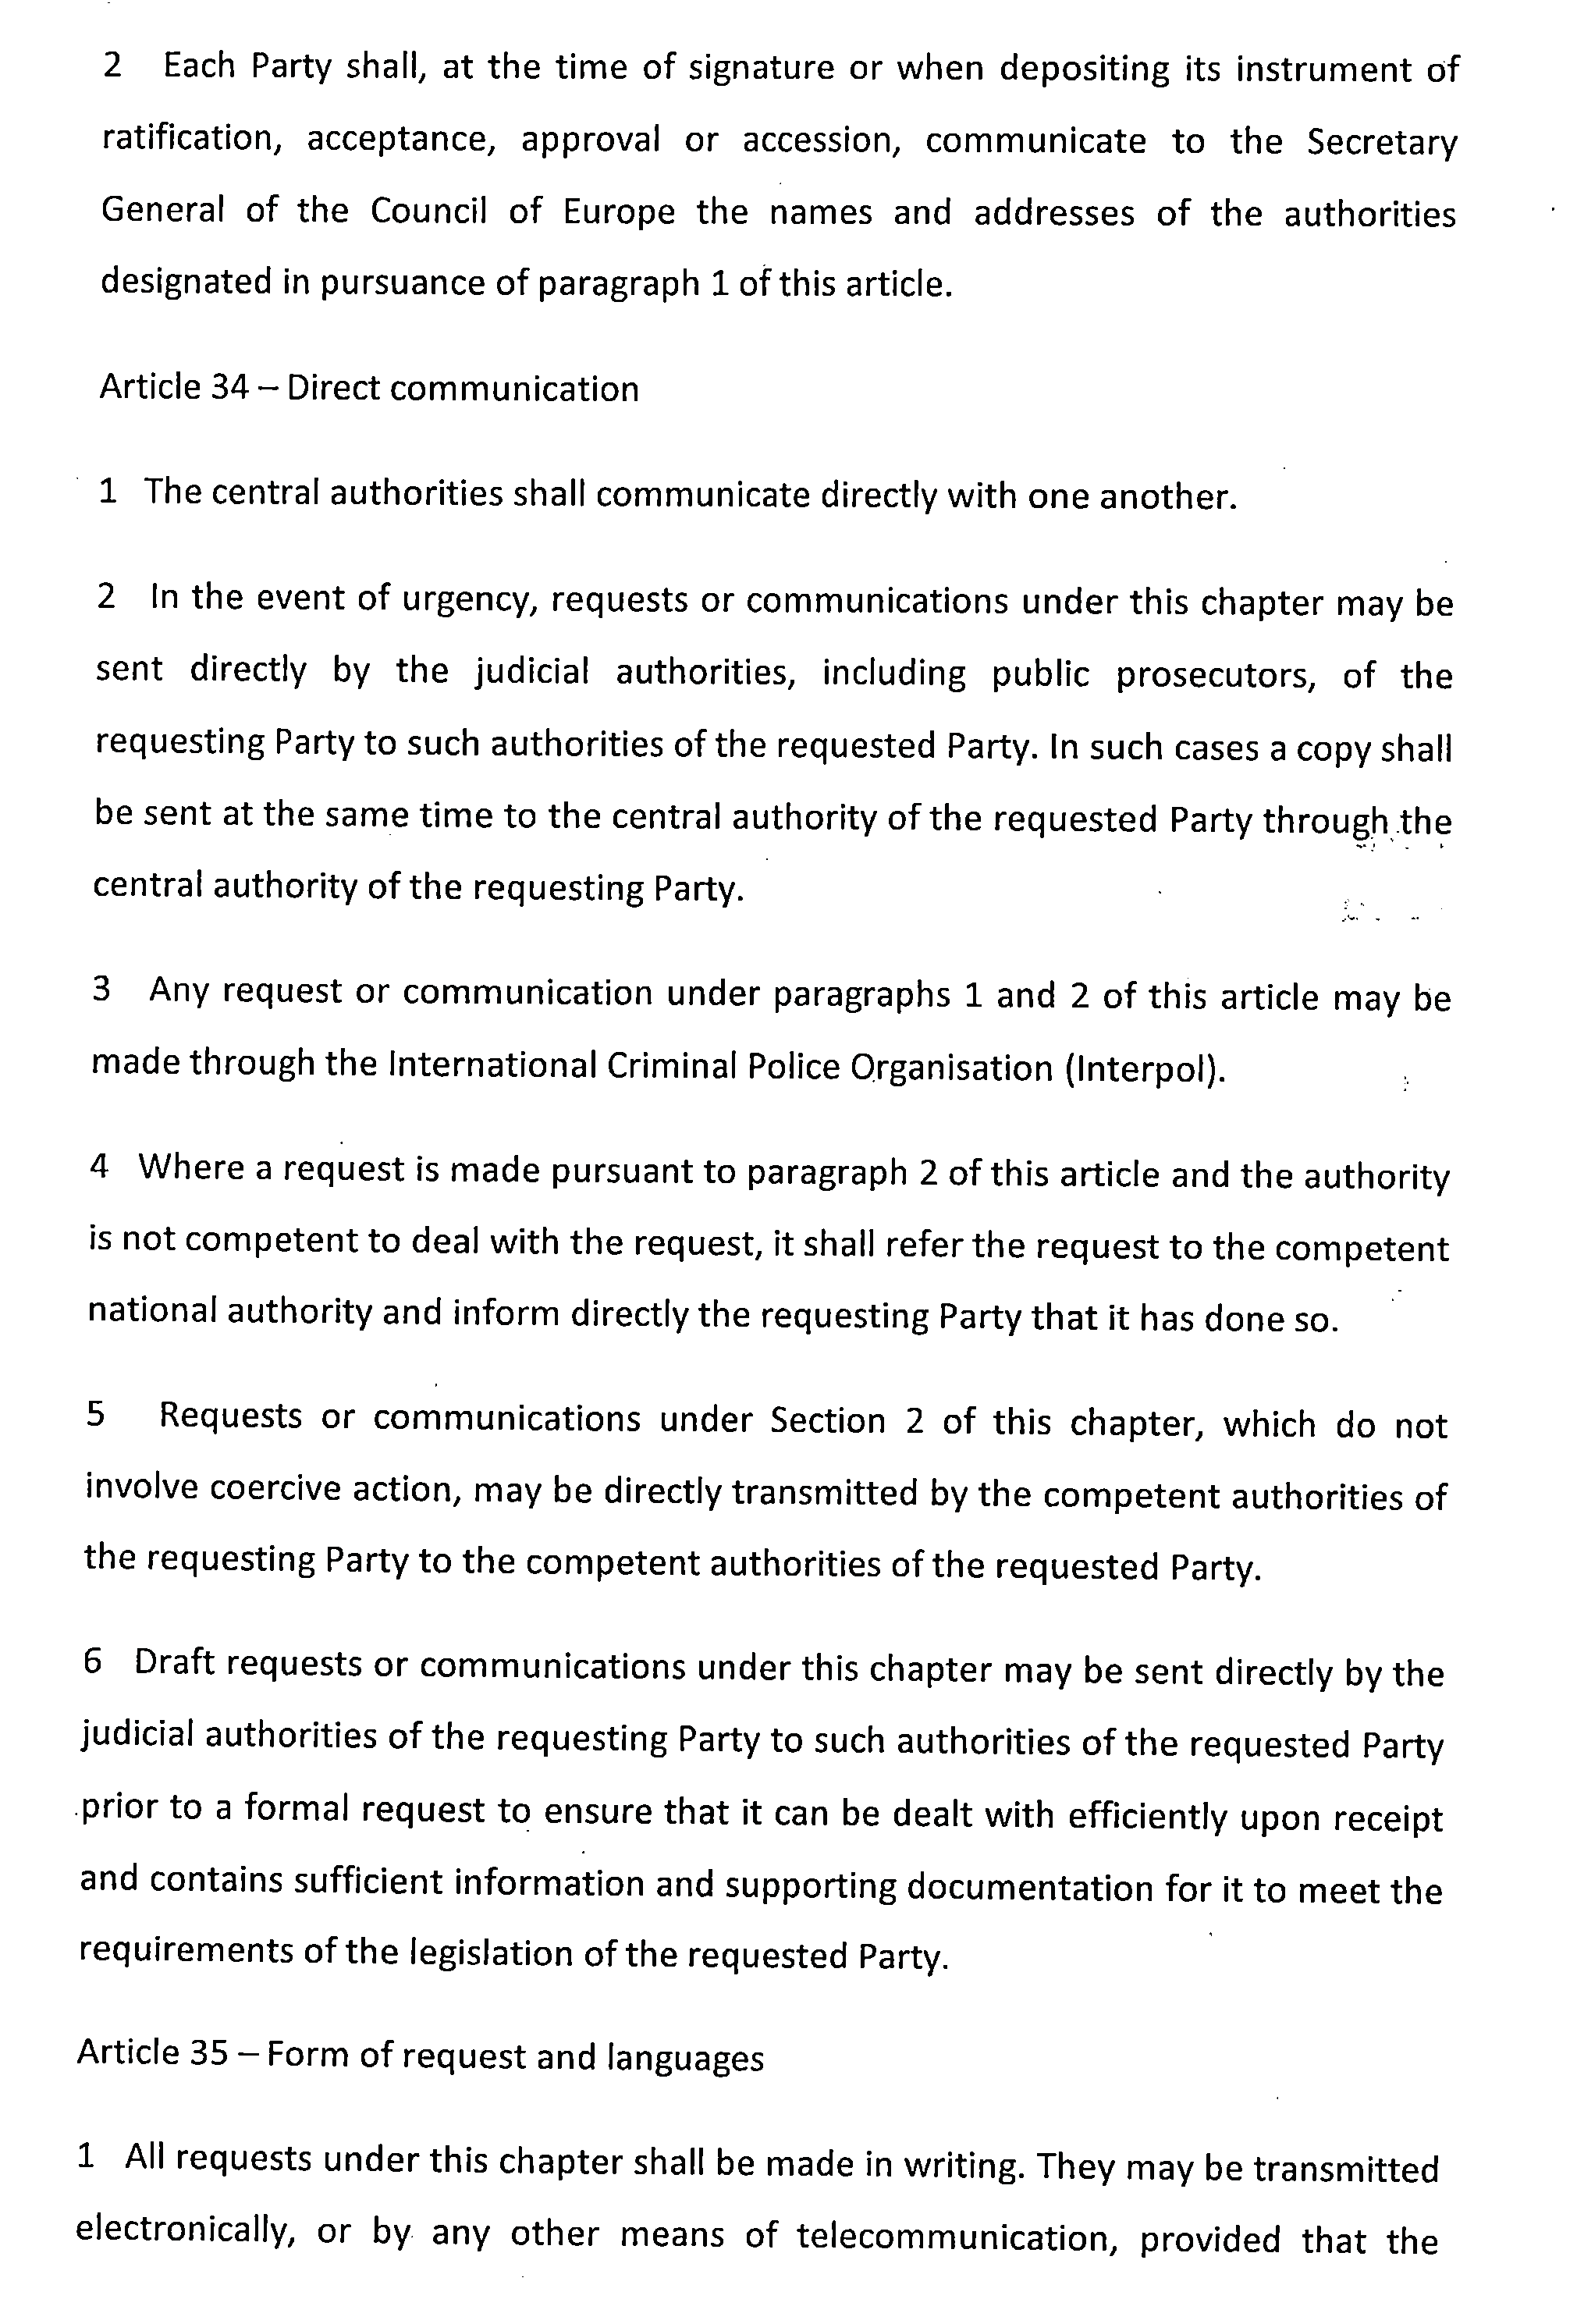 2 Each Party shall, at the time of signature or when depositing its instrument of
ratification, acceptance, approval or accession, communicate to the Secretary
General of the Council of Europe the names and addresses of the authorities
designated in pursuance of paragraph 1 of this article.
Article 34 – Direct communication
1 The central authorities shall communicate directly with one another.
2 In the event of urgency, requests or communications under this chapter may be
sent directly by the judicial authorities, including public prosecutors, of the
requesting Party to such authorities of the requested Party. In such cases a copy shall
be sent at the same time to the central authority of the requested Party through the
central authority of the requesting Party.
3 Any request or communication under paragraphs 1 and 2 of this article may be
made through the International Criminal Police Organisation (Interpol).
4 Where a request is made pursuant to paragraph 2 of this article and the authority
is not competent to deal with the request, it shall refer the request to the competent
national authority and inform directly the requesting Party that it has done so.
5 Requests or communications under Section 2 of this chapter, which do not
involve coercive action, may be directly transmitted by the competent authorities of
the requesting Party to the competent authorities of the requested Party.
6 Draft requests or communications under this chapter may be sent directly by the
judicial authorities of the requesting Party to such authorities of the requested Party
prior to a formal request to ensure that it can be dealt with efficiently upon receipt
and contains sufficient information and supporting documentation for it to meet the
requirements of the legislation of the requested Party.
Article 35 – Form of request and languages
1 All requests under this chapter shall be made in writing. They may be transmitted
electronically, or by any other means of telecommunication, provided that the